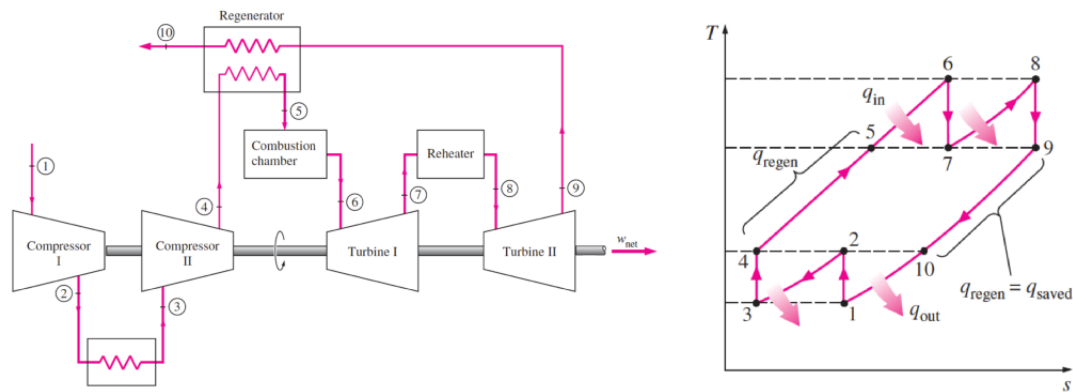 Regenerator
10
5
1
Combustion
chamber
Reheater
4
6
7
8
9
Compressor
I
Compressor
II
Turbine I
Turbine II
w_net
2
3
T
6
8
q_in
5
7
9
q_regen
2
4
10
q_regen = q_saved
3
1
q_out
s